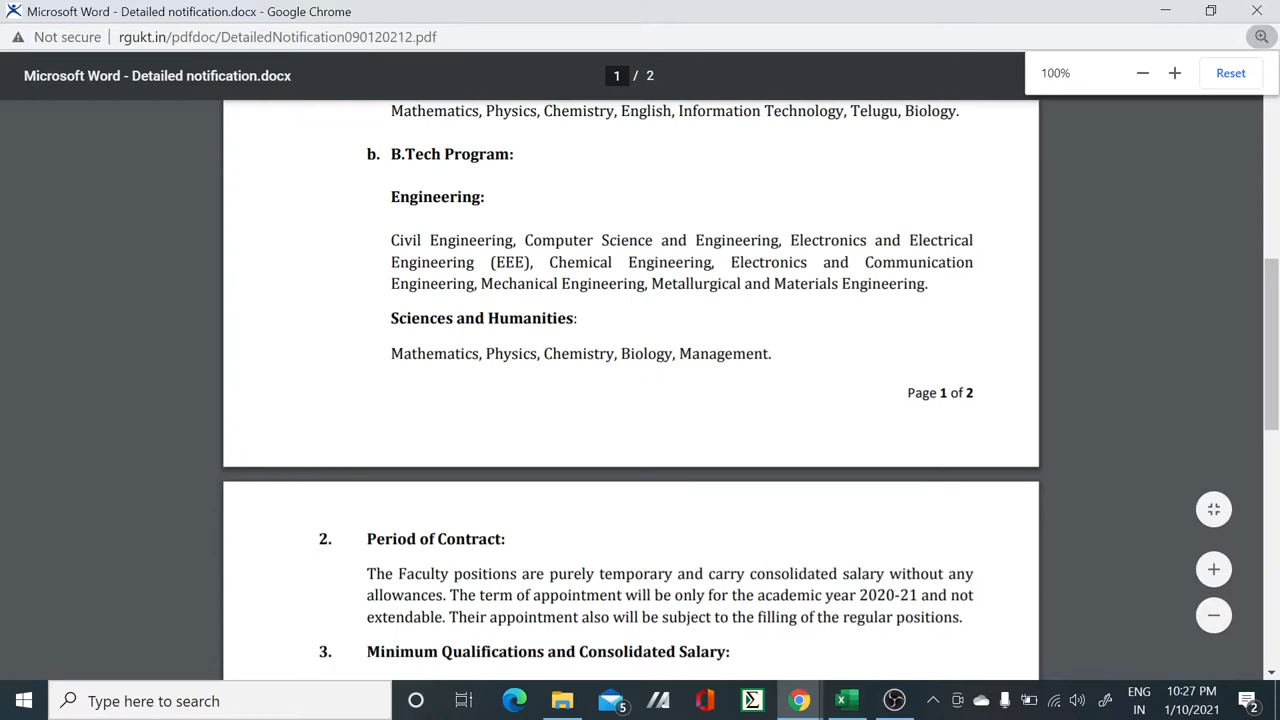 Microsoft Word - Detailed notification.docx - Google Chrome
Not secure | rgukt.in/pdfdoc/DetailedNotification090120212.pdf
Microsoft Word - Detailed notification.docx
1 / 2
100%
Reset
Mathematics, Physics, Chemistry, English, Information Technology, Telugu, Biology.
b. B.Tech Program:
Engineering:
Civil Engineering, Computer Science and Engineering, Electronics and Electrical
Engineering (EEE), Chemical Engineering, Electronics and Communication
Engineering, Mechanical Engineering, Metallurgical and Materials Engineering.
Sciences and Humanities:
Mathematics, Physics, Chemistry, Biology, Management.
Page 1 of 2
2. Period of Contract:
The Faculty positions are purely temporary and carry consolidated salary without any
allowances. The term of appointment will be only for the academic year 2020-21 and not
extendable. Their appointment also will be subject to the filling of the regular positions.
3. Minimum Qualifications and Consolidated Salary:
Type here to search
5
ENG
IN
10:27 PM
1/10/2021
2